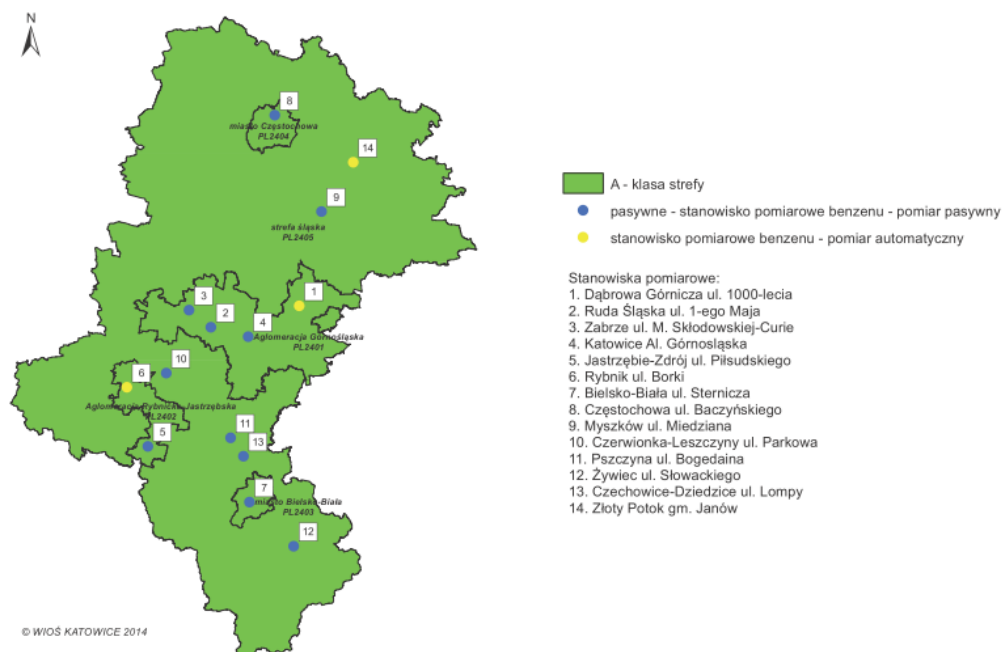 N
8
miasto Częstochowa
PL2404
14
9
strefa śląska
PL2405
1
3
2
4
Aglomeracja Górnośląska
PL2401
10
6
Aglomeracja Rybnicko-Jastrzębska
PL2402
5
11
13
7
miasto Bielsko-Biała
PL2403
12
© WIOŚ KATOWICE 2014
A - klasa strefy
pasywne - stanowisko pomiarowe benzenu - pomiar pasywny
stanowisko pomiarowe benzenu - pomiar automatyczny
Stanowiska pomiarowe:
1. Dąbrowa Górnicza ul. 1000-lecia
2. Ruda Śląska ul. 1-ego Maja
3. Zabrze ul. M. Skłodowskiej-Curie
4. Katowice Al. Górnosląska
5. Jastrzębie-Zdrój ul. Piłsudskiego
6. Rybnik ul. Borki
7. Bielsko-Biała ul. Sternicza
8. Częstochowa ul. Baczyńskiego
9. Myszków ul. Miedziana
10. Czerwionka-Leszczyny ul. Parkowa
11. Pszczyna ul. Bogedaina
12. Żywiec ul. Słowackiego
13. Czechowice-Dziedzice ul. Lompy
14. Złoty Potok gm. Janów